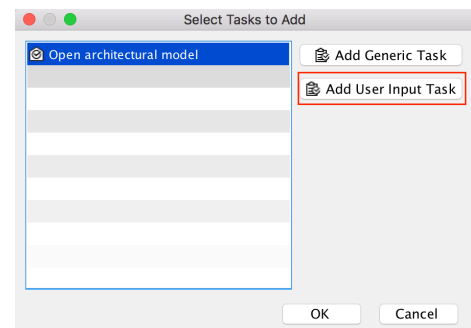 Select Tasks to Add
Open architectural model
Add Generic Task
Add User Input Task
OK
Cancel